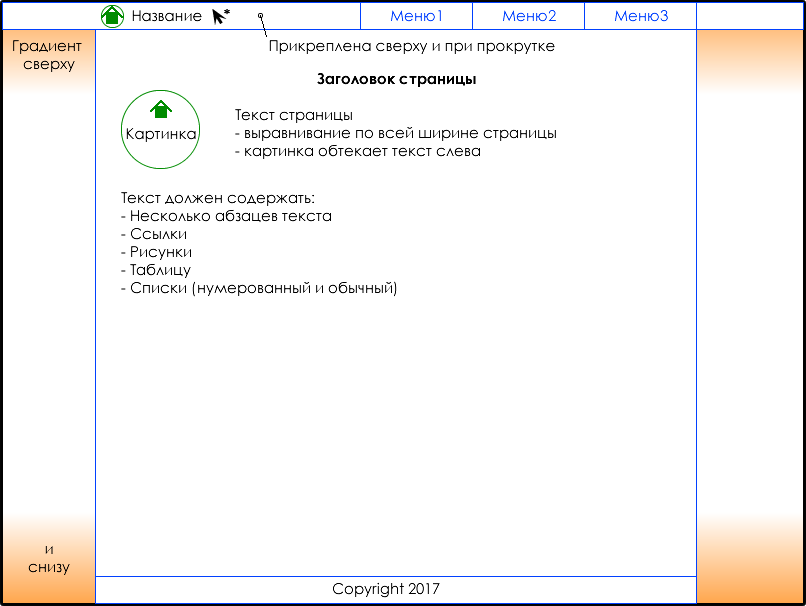 Название * Меню1 Меню2 Меню3
Градиент
сверху
Прикреплена сверху и при прокрутке
Заголовок страницы
Картинка
Текст страницы
- выравнивание по всей ширине страницы
- картинка обтекает текст слева
Текст должен содержать:
- Несколько абзацев текста
- Ссылки
- Рисунки
- Таблицу
- Списки (нумерованный и обычный)
и
снизу
Copyright 2017